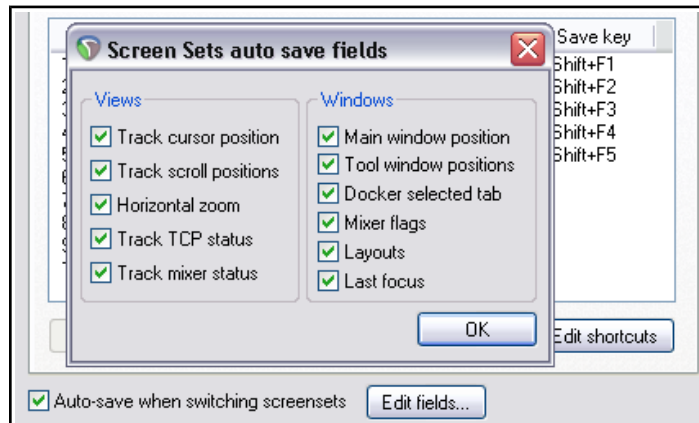 Save key
Screen Sets auto save fields
Shift+F1
Shift+F2
Shift+F3
Shift+F4
Shift+F5
Views
Track cursor position
Track scroll positions
Horizontal zoom
Track TCP status
Track mixer status
Windows
Main window position
Tool window positions
Docker selected tab
Mixer flags
Layouts
Last focus
OK
Edit shortcuts
Auto-save when switching screensets
Edit fields...